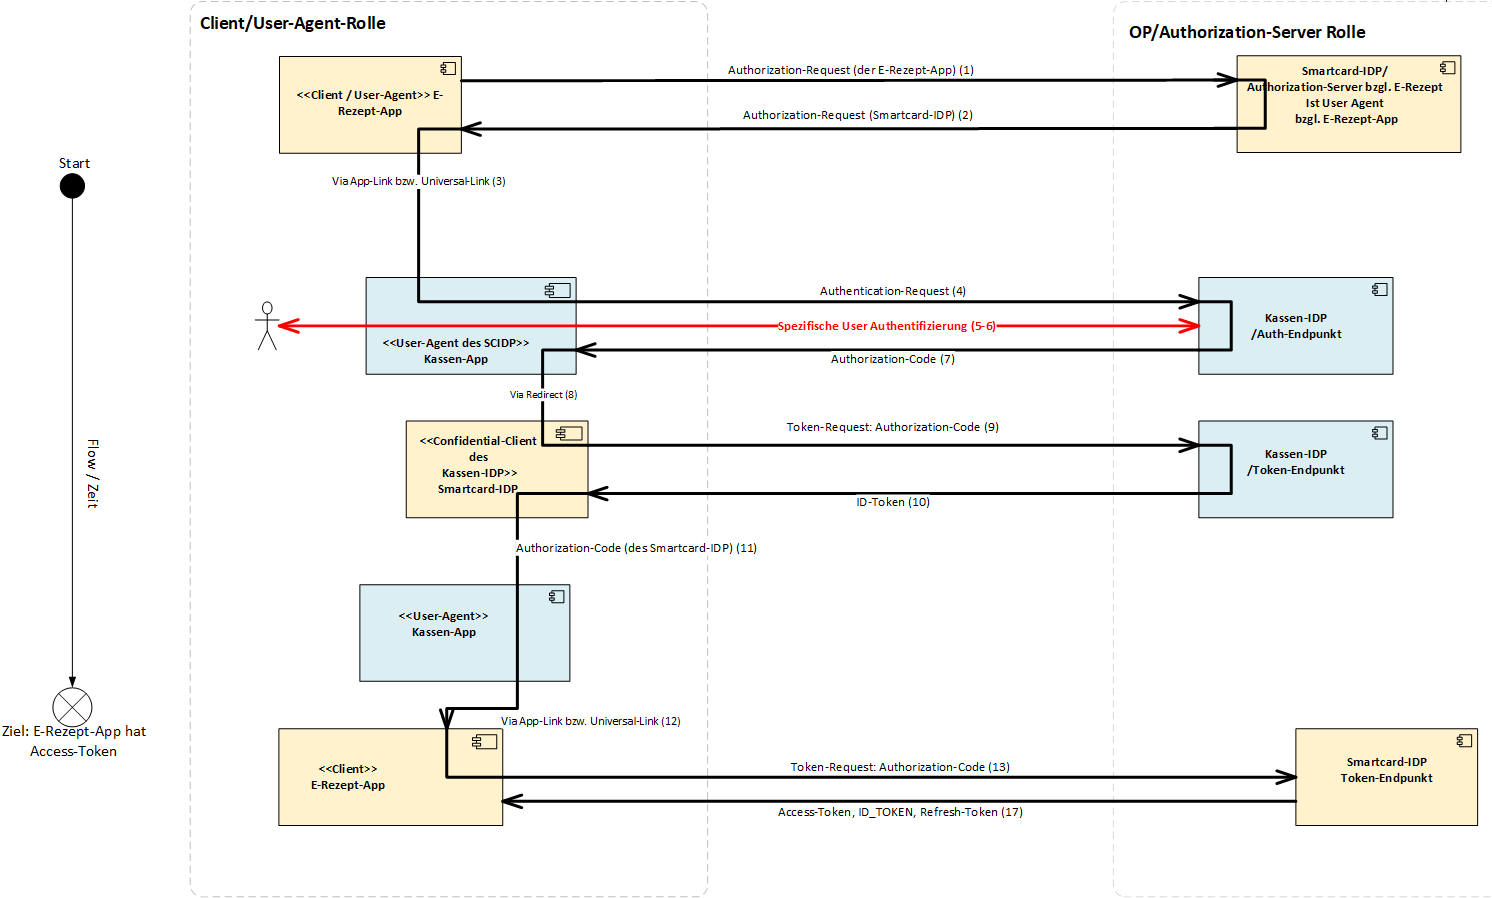 Client/User-Agent-Rolle
OP/Authorization-Server Rolle
<<Client / User-Agent>> E-
Rezept-App
Authorization-Request (der E-Rezept-App) (1)
Authorization-Request (Smartcard-IDP) (2)
Smartcard-IDP/
Authorization-Server bzgl. E-Rezept
Ist User Agent
bzgl. E-Rezept-App
Start
Via App-Link bzw. Universal-Link (3)
Authentication-Request (4)
Spezifische User Authentifizierung (5-6)
<<User-Agent des SCIDP>>
Kassen-App
Authorization-Code (7)
Kassen-IDP
/Auth-Endpunkt
Via Redirect (8)
Flow / Zeit
<<Confidential-Client
des
Kassen-IDP>>
Smartcard-IDP
Token-Request: Authorization-Code (9)
ID-Token (10)
Kassen-IDP
/Token-Endpunkt
Authorization-Code (des Smartcard-IDP) (11)
<<User-Agent>>
Kassen-App
Via App-Link bzw. Universal-Link (12)
Ziel: E-Rezept-App hat
Access-Token
<<Client>>
E-Rezept-App
Token-Request: Authorization-Code (13)
Access-Token, ID_TOKEN, Refresh-Token (17)
Smartcard-IDP
Token-Endpunkt